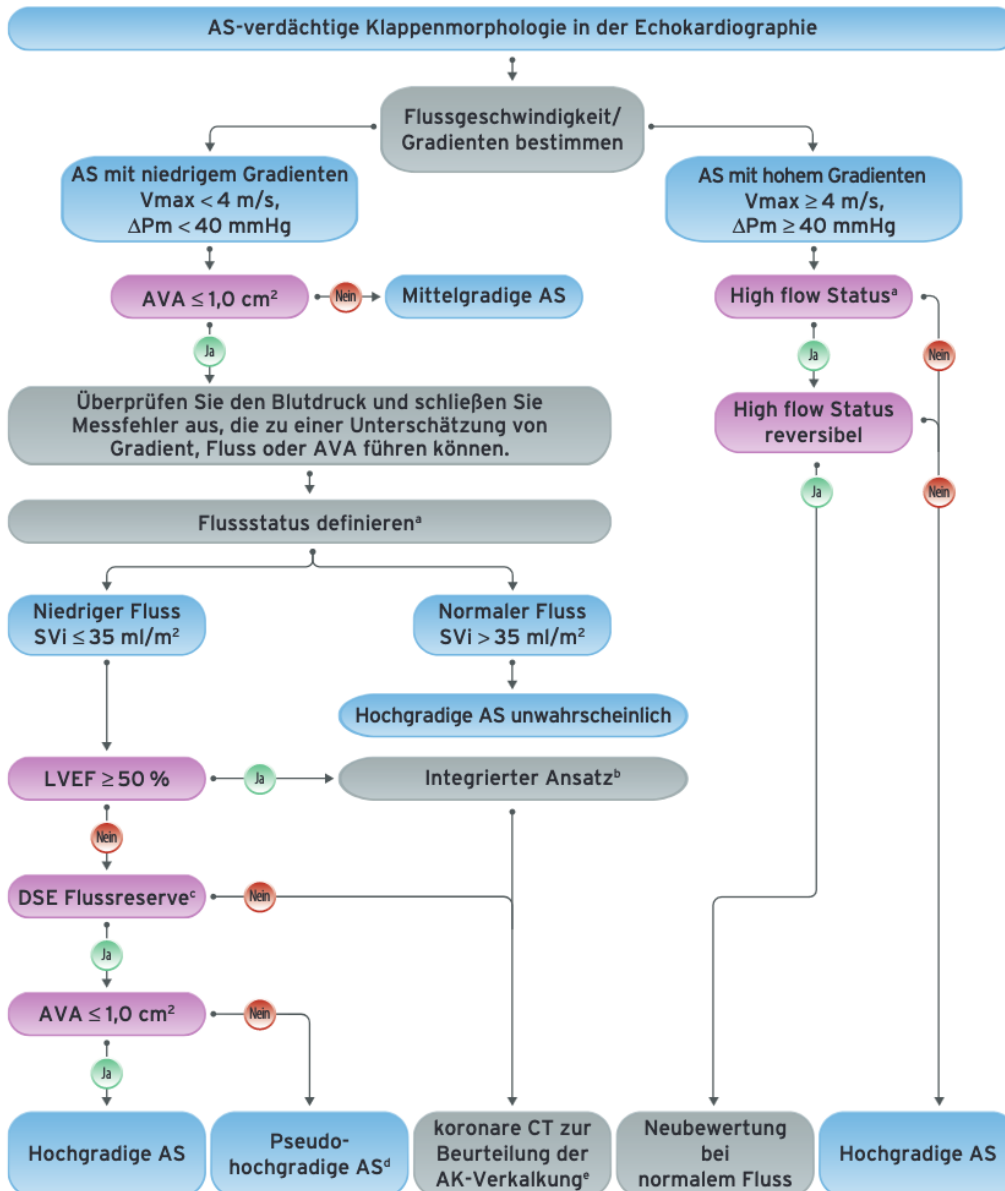 AS-verdächtige Klappenmorphologie in der Echokardiographie
Flussgeschwindigkeit/
Gradienten bestimmen
AS mit niedrigem Gradienten
Vmax < 4 m/s,
ΔPm < 40 mmHg
AS mit hohem Gradienten
Vmax ≥ 4 m/s,
ΔPm ≥ 40 mmHg
AVA ≤ 1,0 cm²
Nein
Mittelgradige AS
High flow Statusᵃ
Ja
Ja
Nein
Überprüfen Sie den Blutdruck und schließen Sie
Messfehler aus, die zu einer Unterschätzung von
Gradient, Fluss oder AVA führen können.
High flow Status
reversibel
Ja
Nein
Flussstatus definierenᵃ
Niedriger Fluss
SVi ≤ 35 ml/m²
Normaler Fluss
SVi > 35 ml/m²
Hochgradige AS unwahrscheinlich
LVEF ≥ 50 %
Ja
Integrierter Ansatzᵇ
Nein
DSE Flussreserveᶜ
Nein
Ja
AVA ≤ 1,0 cm²
Nein
Ja
Hochgradige AS
Pseudo-
hochgradige ASᵈ
koronare CT zur
Beurteilung der
AK-Verkalkungᵉ
Neubewertung
bei
normalem Fluss
Hochgradige AS